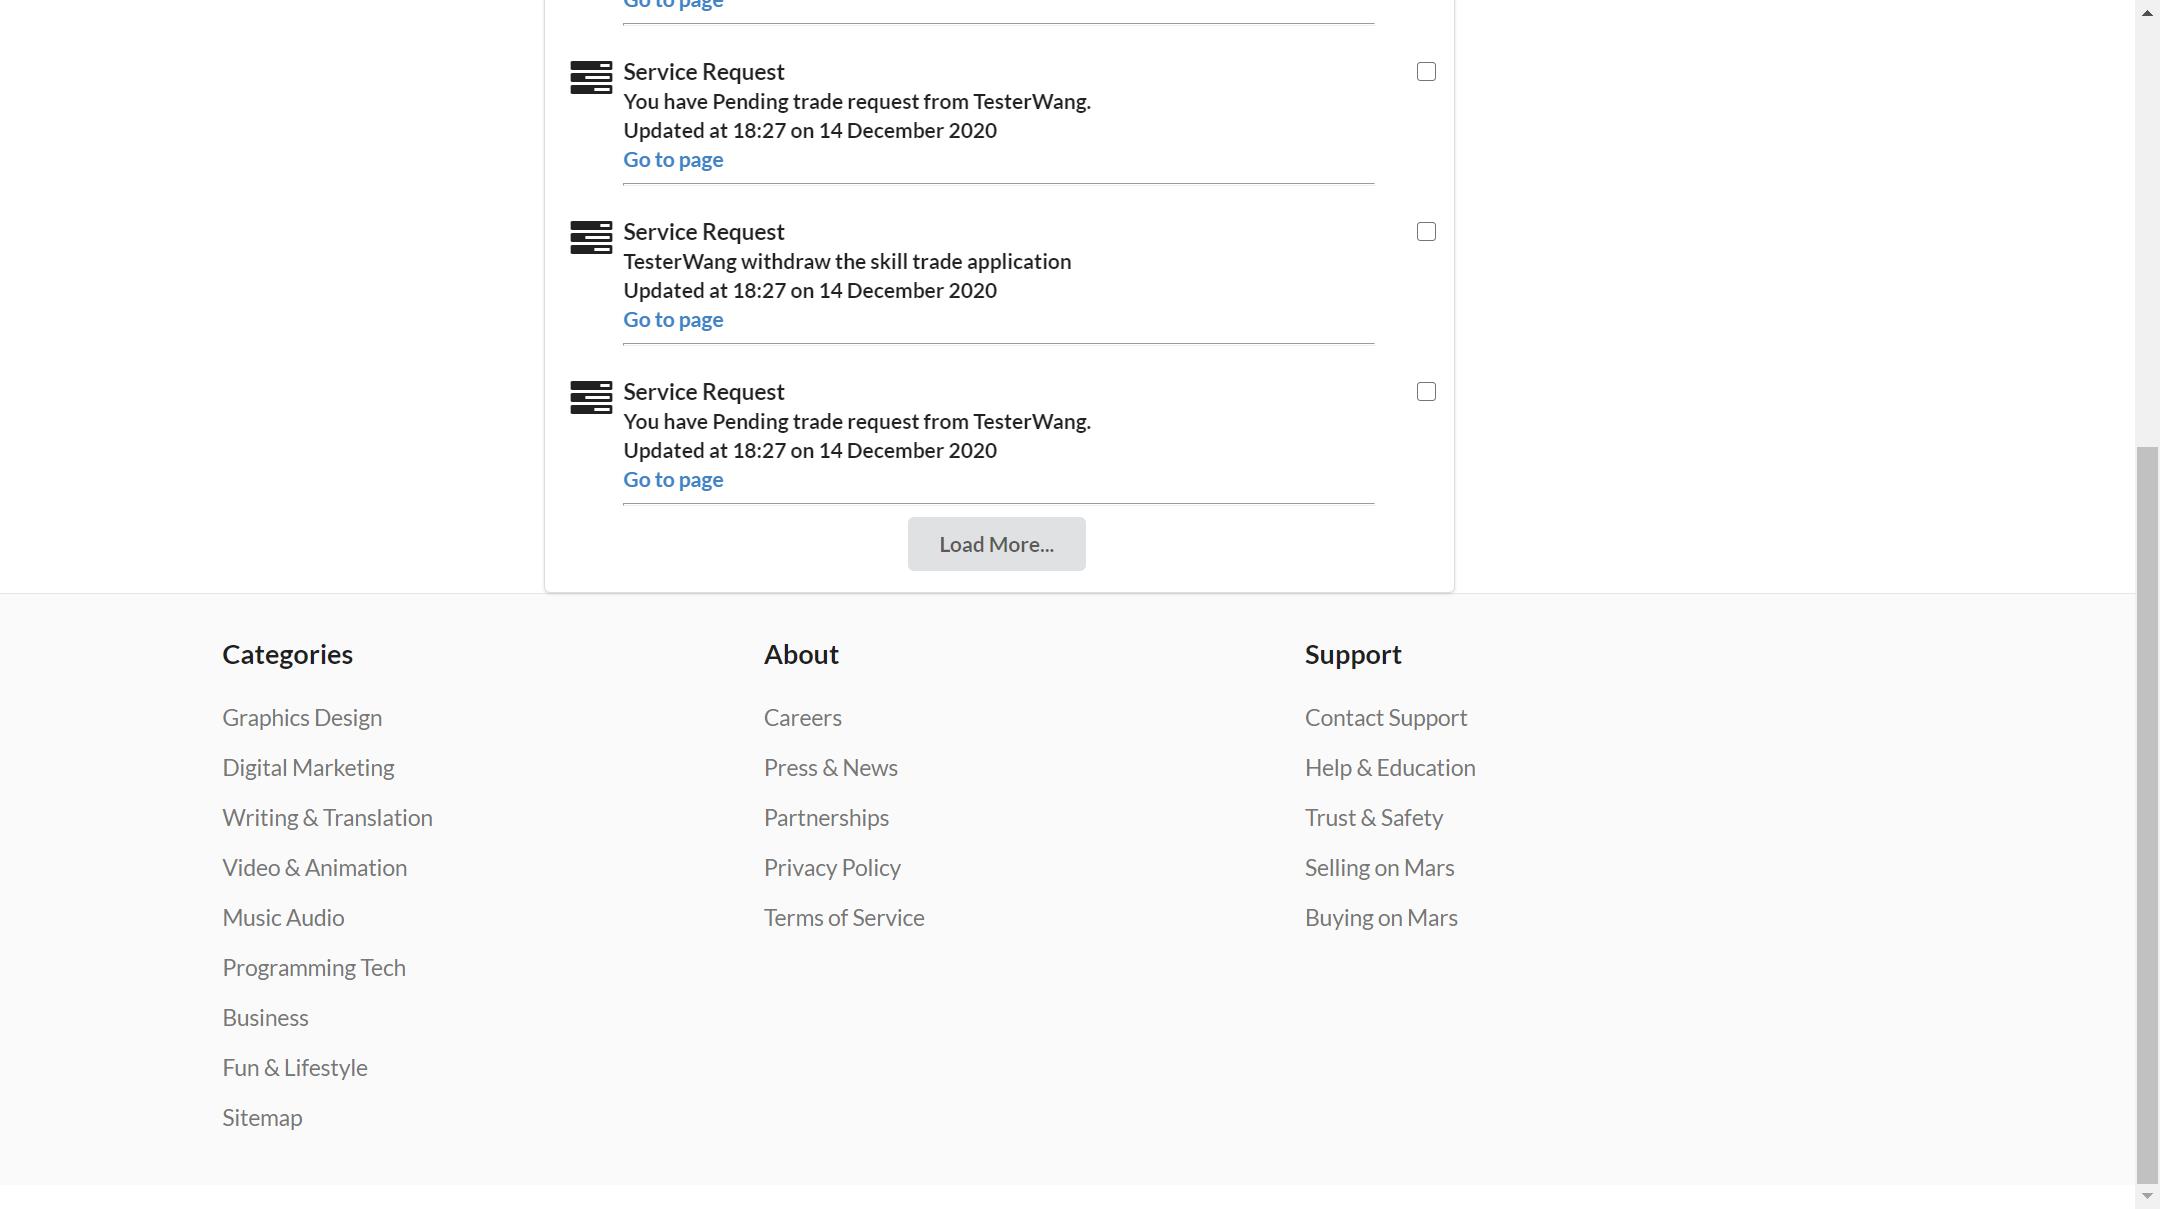 Go to page
Service Request
You have Pending trade request from TesterWang.
Updated at 18:27 on 14 December 2020
Go to page
Service Request
TesterWang withdraw the skill trade application
Updated at 18:27 on 14 December 2020
Go to page
Service Request
You have Pending trade request from TesterWang.
Updated at 18:27 on 14 December 2020
Go to page
Load More...
Categories
Graphics Design
Digital Marketing
Writing & Translation
Video & Animation
Music Audio
Programming Tech
Business
Fun & Lifestyle
Sitemap
About
Careers
Press & News
Partnerships
Privacy Policy
Terms of Service
Support
Contact Support
Help & Education
Trust & Safety
Selling on Mars
Buying on Mars